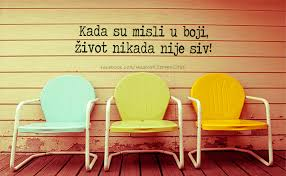 Kada su misli u boji,
život nikada nije siv!